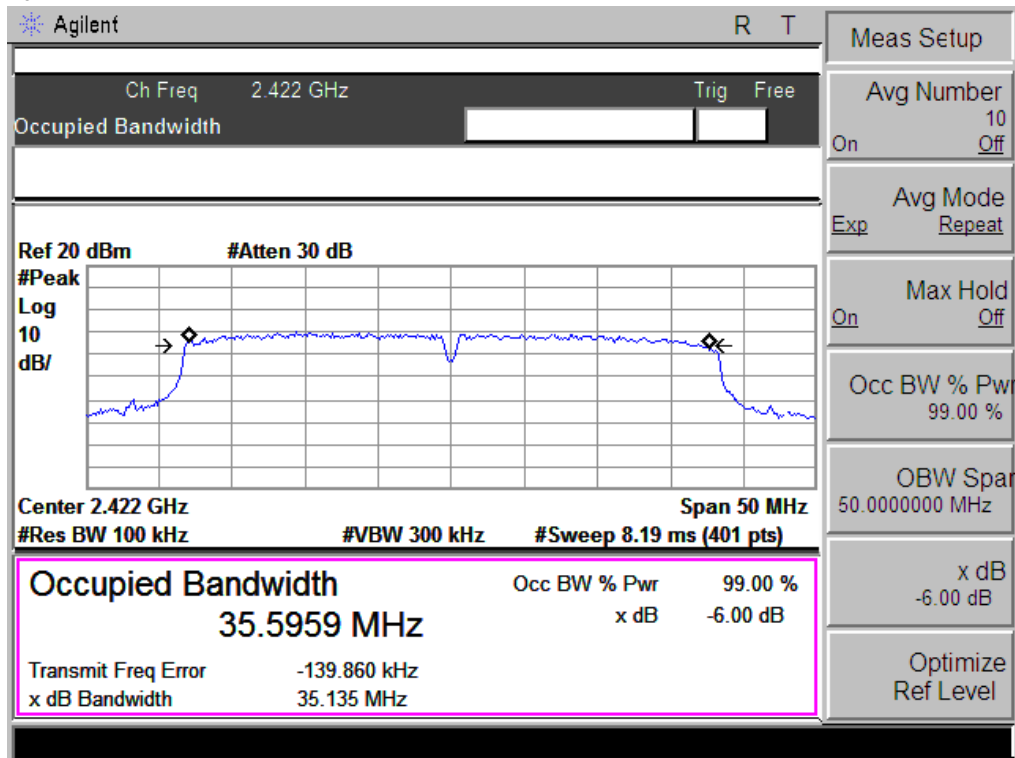 Agilent R T
Ch Freq 2.422 GHz Trig Free
Occupied Bandwidth
Ref 20 dBm #Atten 30 dB
#Peak
Log
10
dB/
Center 2.422 GHz Span 50 MHz
#Res BW 100 kHz #VBW 300 kHz #Sweep 8.19 ms (401 pts)
Occupied Bandwidth Occ BW % Pwr 99.00 %
35.5959 MHz x dB -6.00 dB
Transmit Freq Error -139.860 kHz
x dB Bandwidth 35.135 MHz
Meas Setup
Avg Number
10
On Off
Avg Mode
Exp Repeat
Max Hold
On Off
Occ BW % Pwr
99.00 %
OBW Span
50.0000000 MHz
x dB
-6.00 dB
Optimize
Ref Level